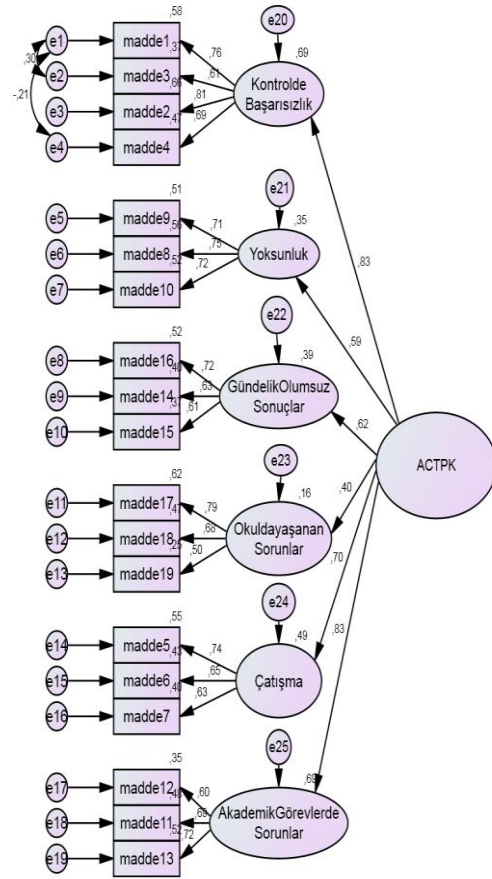 ,58
e1
madde1
,37
,30
e2
madde3
,66
-,21
e3
madde2
,47
e4
madde4
,76
,61
,81
,69
e20
,69
Kontrolde
Başarısızlık
,51
e5
madde9
,56
e6
madde8
,52
e7
madde10
,71
,75
,72
e21
,35
Yoksunluk
,52
e8
madde16
,40
e9
madde14
,37
e10
madde15
,72
,63
,61
e22
,39
GündelikOlumsuz
Sonuçlar
,62
e11
madde17
,47
e12
madde18
,25
e13
madde19
,79
,68
,50
e23
,16
Okuldayaşanan
Sorunlar
,55
e14
madde5
,43
e15
madde6
,40
e16
madde7
,74
,65
,63
e24
,49
Çatışma
,35
e17
madde12
,48
e18
madde11
,52
e19
madde13
,60
,69
,72
e25
,69
AkademikGörevlerde
Sorunlar
,83
,59
,62
,40
,70
,83
ACTPK